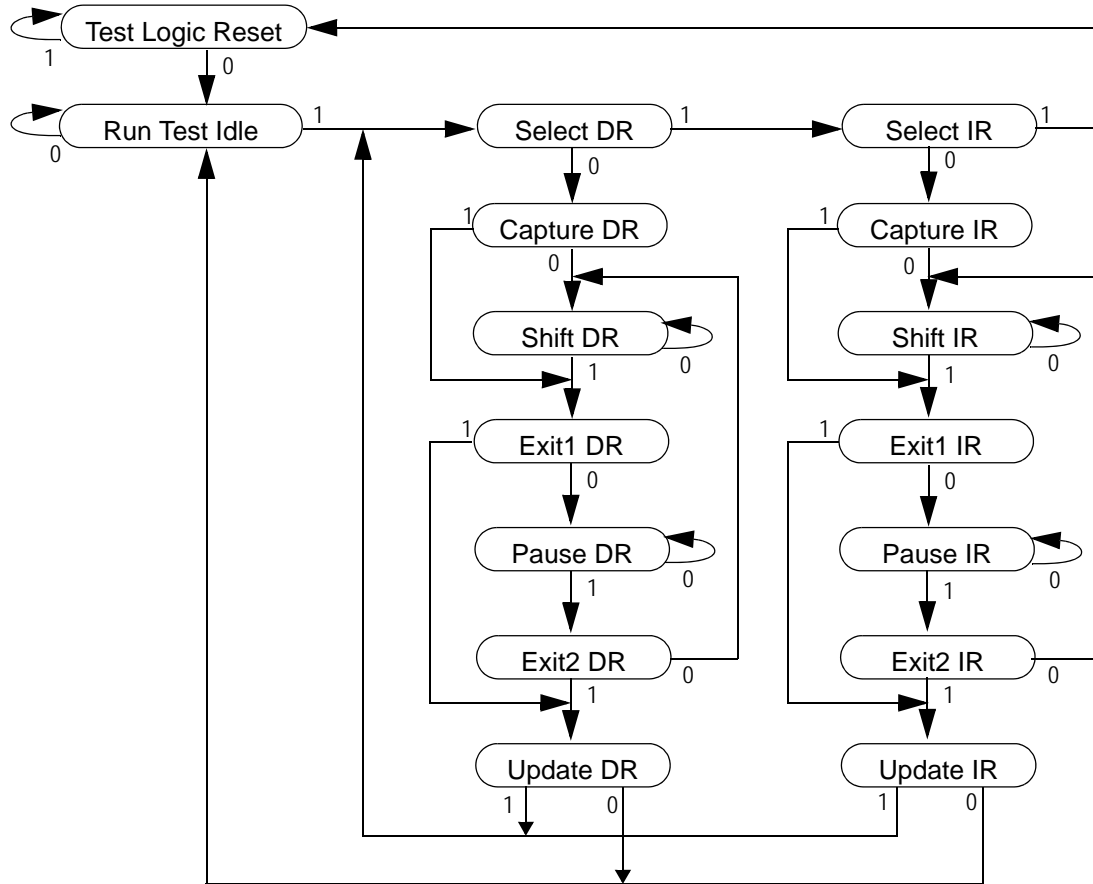 Test Logic Reset
1
0
Run Test Idle
0
1
Select DR
1
Select IR
1
0
0
1
Capture DR
0
1
Capture IR
0
Shift DR
0
1
Shift IR
0
1
1
Exit1 DR
0
1
Exit1 IR
0
Pause DR
0
1
Pause IR
0
1
Exit2 DR
0
1
Exit2 IR
0
1
Update DR
1
0
Update IR
1
0